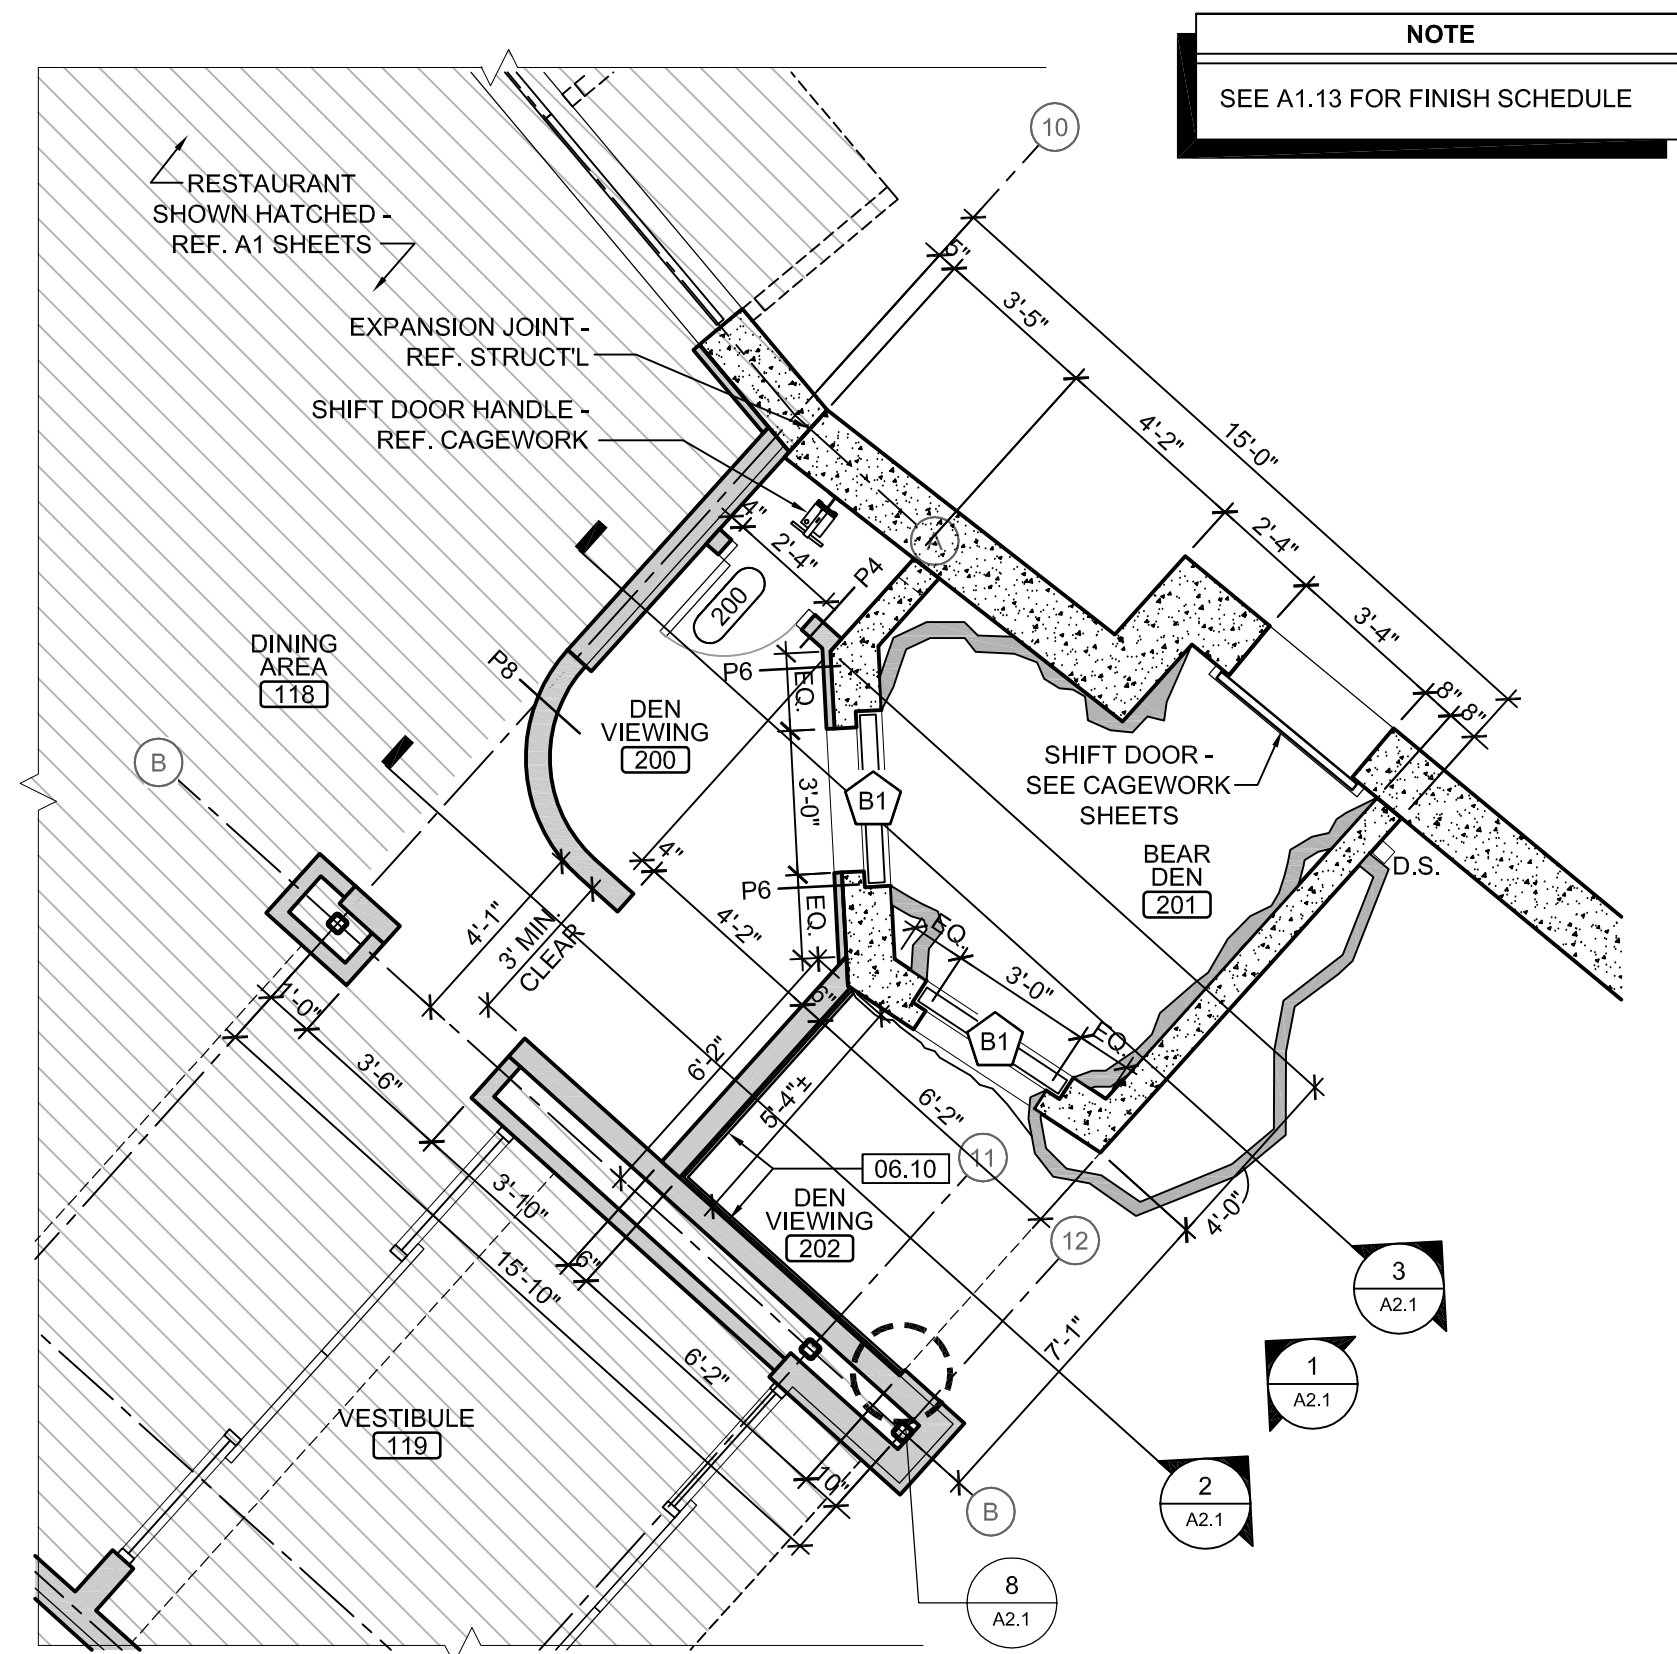 NOTE
SEE A1.13 FOR FINISH SCHEDULE
10
RESTAURANT
SHOWN HATCHED -
REF. A1 SHEETS
5"
3'-5"
EXPANSION JOINT -
REF. STRUCT'L
SHIFT DOOR HANDLE -
REF. CAGEWORK
4'-2"
15'-0"
4"
2'-4"
A
2'-4"
P4
200
3'-4"
DINING
AREA
118
P8
P6
EQ.
8"
8"
DEN
VIEWING
200
B
SHIFT DOOR -
SEE CAGEWORK
SHEETS
3'-0"
B1
4"
BEAR
DEN
201
D.S.
P6
EQ
4'-1"
3' MIN.
CLEAR
4'-2"
EQ.
3'-0"
1'-0"
6"
B1
EQ.
3'-6"
6'-2"
5'-4"±
6'-2"
06.10
11
3'-10"
DEN
VIEWING
202
4'-0"
12
6"
15'-10"
3
A2.1
7'-1"
6'-2"
1
A2.1
VESTIBULE
119
10"
2
A2.1
B
8
A2.1